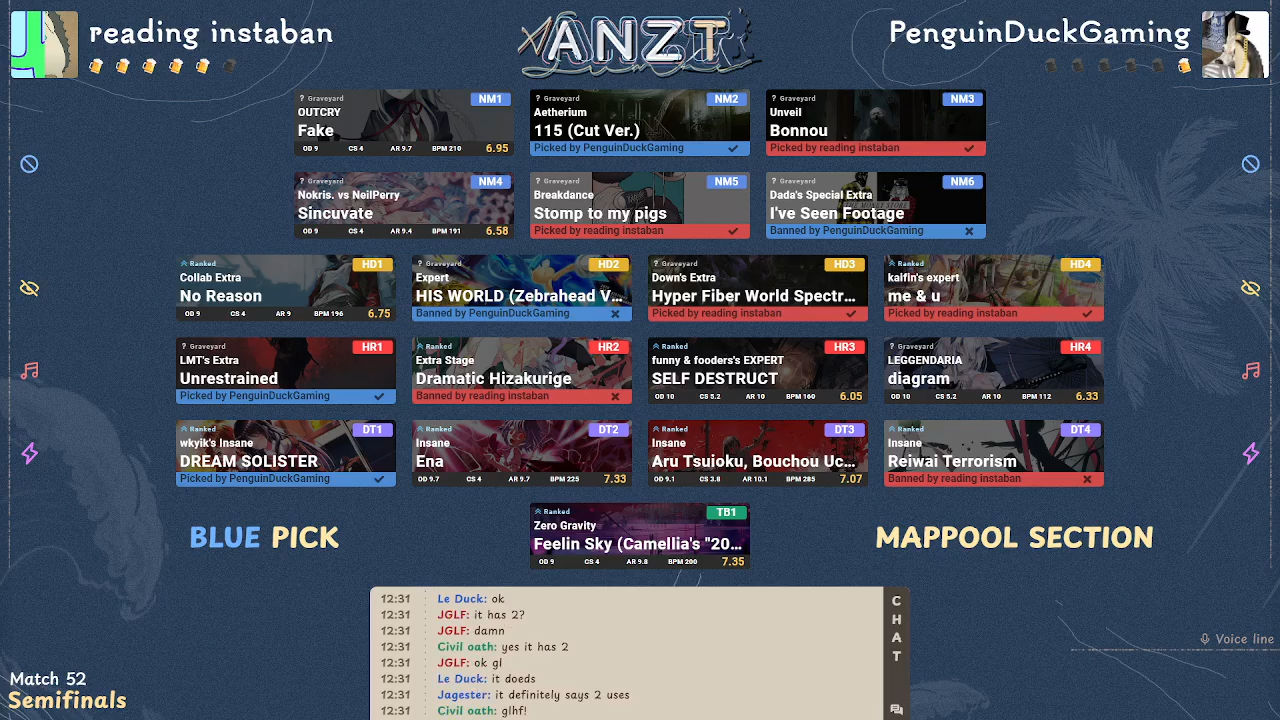 reading instaban
ANZT
PenguinDuckGaming
? Graveyard NM1
OUTCRY
Fake
OD 9 CS 4 AR 9.7 BPM 210 6.95
? Graveyard NM2
Aetherium
115 (Cut Ver.)
Picked by PenguinDuckGaming
? Graveyard NM3
Unveil
Bonnou
Picked by reading instaban
? Graveyard NM4
Nokris. vs NeilPerry
Sincuvate
OD 9 CS 4 AR 9.4 BPM 191 6.58
? Graveyard NM5
Breakdance
Stomp to my pigs
Picked by reading instaban
? Graveyard NM6
Dada's Special Extra
I've Seen Footage
Banned by PenguinDuckGaming
Ranked HD1
Collab Extra
No Reason
OD 9 CS 4 AR 9 BPM 196 6.75
? Graveyard HD2
Expert
HIS WORLD (Zebrahead V...
Banned by PenguinDuckGaming
? Graveyard HD3
Down's Extra
Hyper Fiber World Spectr...
Picked by reading instaban
Ranked HD4
kaifin's expert
me & u
Picked by reading instaban
? Graveyard HR1
LMT's Extra
Unrestrained
Picked by PenguinDuckGaming
Ranked HR2
Extra Stage
Dramatic Hizakurige
Banned by reading instaban
Ranked HR3
funny & fooders's EXPERT
SELF DESTRUCT
OD 10 CS 5.2 AR 10 BPM 160 6.05
? Graveyard HR4
LEGGENDARIA
diagram
OD 10 CS 5.2 AR 10 BPM 112 6.33
Ranked DT1
wkyik's Insane
DREAM SOLISTER
Picked by PenguinDuckGaming
Ranked DT2
Insane
Ena
OD 9.7 CS 4 AR 9.7 BPM 225 7.33
Ranked DT3
Insane
Aru Tsuioku, Bouchou Uc...
OD 9.1 CS 3.8 AR 10.1 BPM 285 7.07
Ranked DT4
Insane
Reiwai Terrorism
Banned by reading instaban
BLUE PICK
Ranked TB1
Zero Gravity
Feelin Sky (Camellia's "20...
OD 9 CS 4 AR 9.8 BPM 200 7.35
MAPPOOL SECTION
12:31 Le Duck: ok
12:31 JGLF: it has 2?
12:31 JGLF: damn
12:31 Civil oath: yes it has 2
12:31 JGLF: ok gl
12:31 Le Duck: it doeds
12:31 Jagester: it definitely says 2 uses
12:31 Civil oath: glhf!
CHAT
Voice line
Match 52
Semifinals